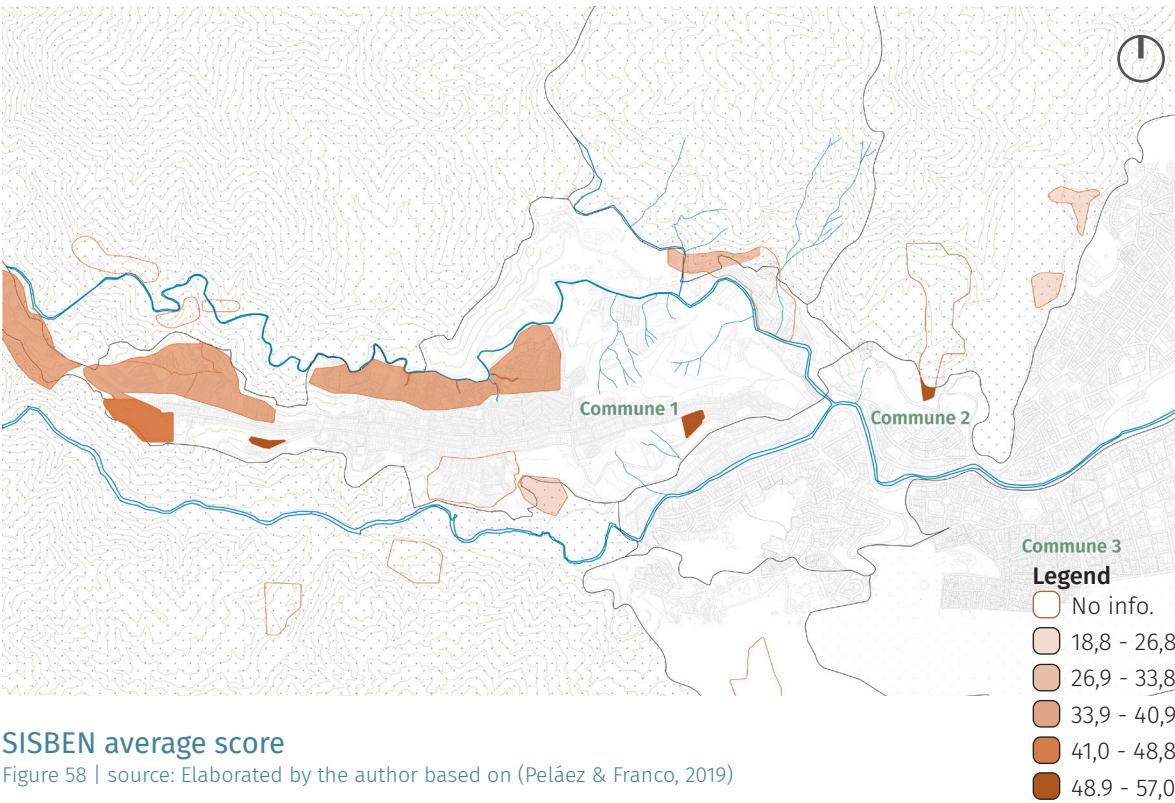 Commune 1
Commune 2
Commune 3
Legend
No info.
18,8 - 26,8
26,9 - 33,8
33,9 - 40,9
41,0 - 48,8
48.9 - 57,0
SISBEN average score
Figure 58 | source: Elaborated by the author based on (Peláez & Franco, 2019)